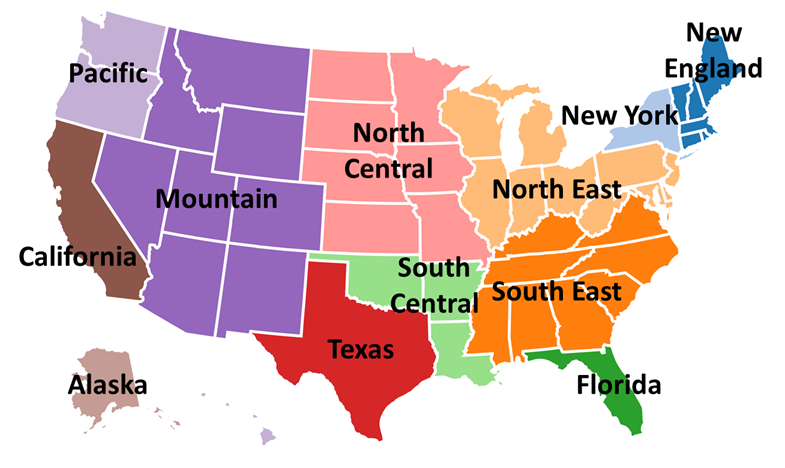 New
England
Pacific
New York
North
Central
North East
Mountain
California
South
Central
South East
Texas
Alaska
Florida